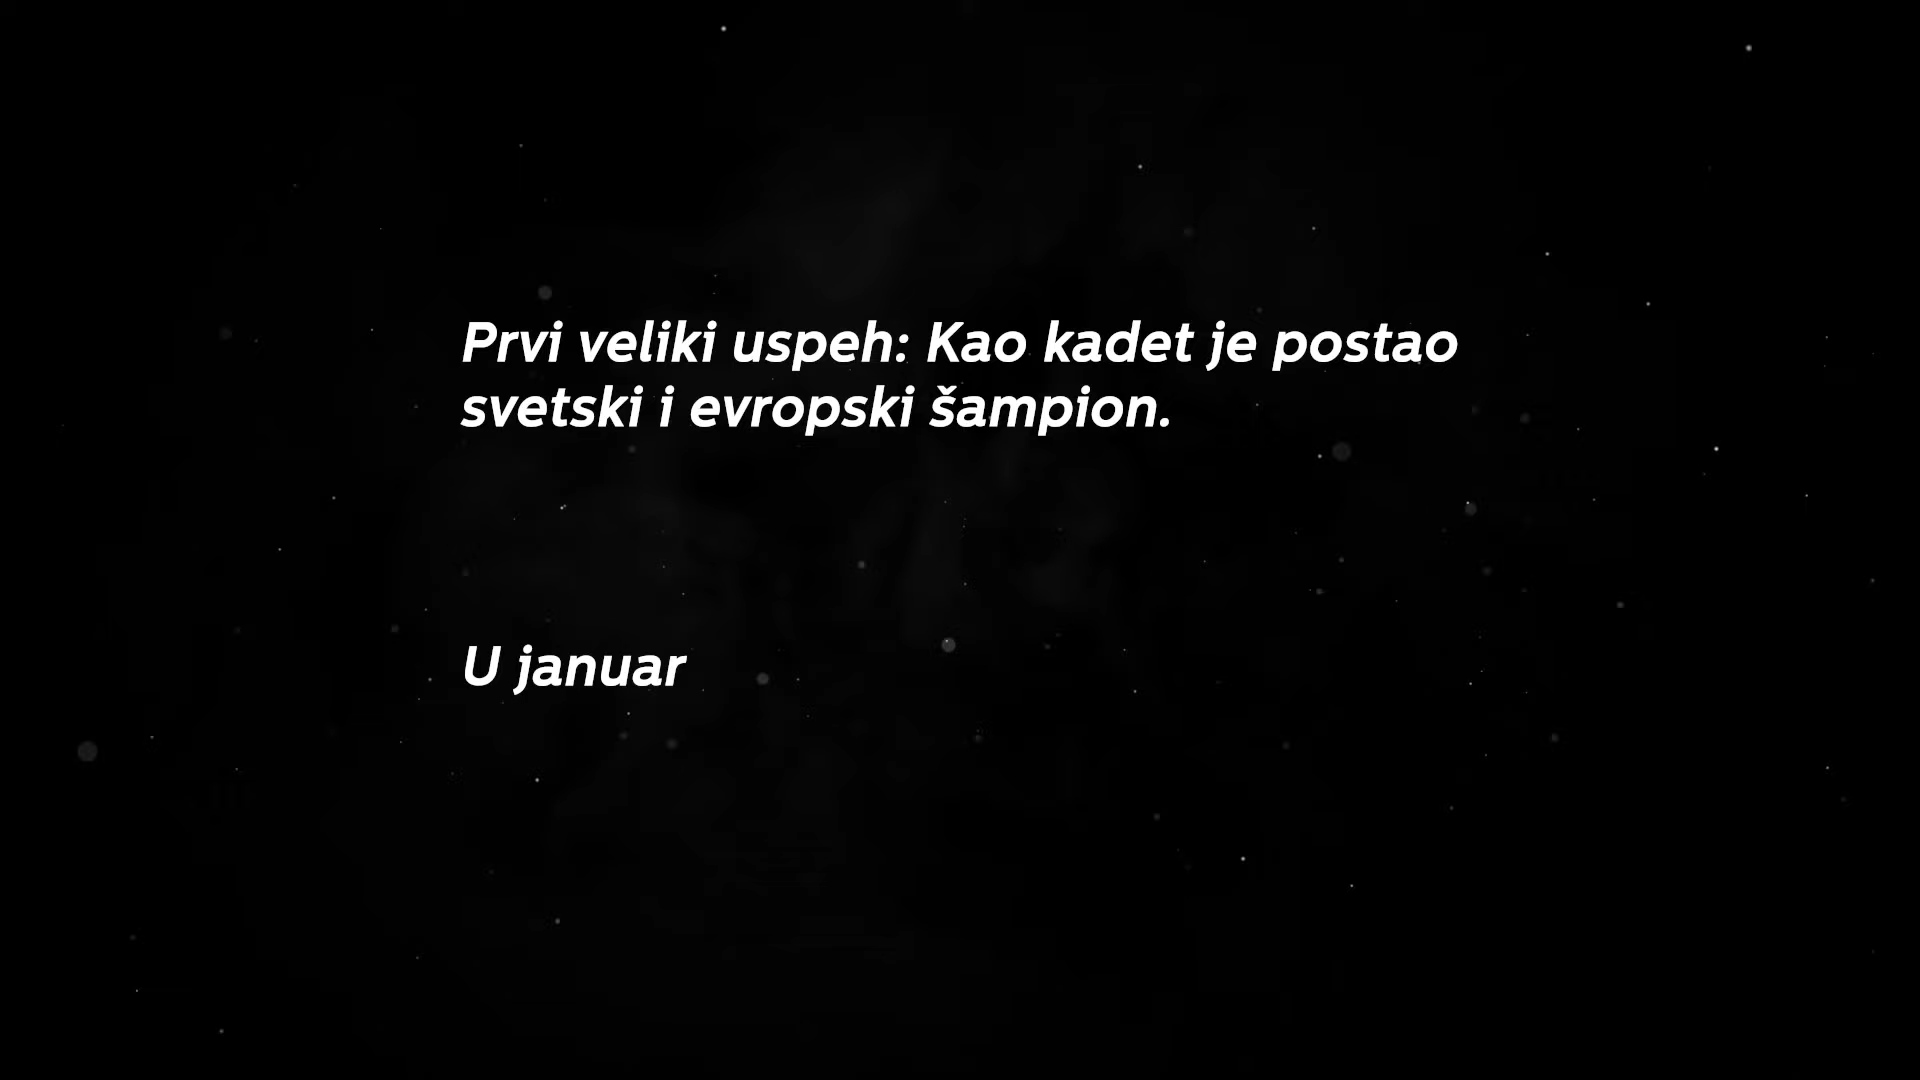 Prvi veliki uspeh: Kao kadet je postao
svetski i evropski šampion.
U januar